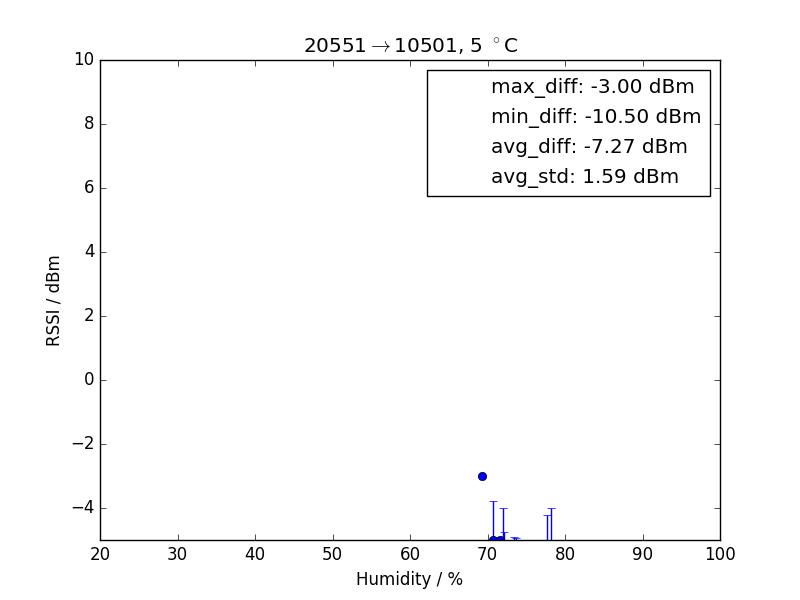 20551→10501, 5 °C
max_diff: -3.00 dBm
min_diff: -10.50 dBm
avg_diff: -7.27 dBm
avg_std: 1.59 dBm
10
8
6
4
2
0
−2
−4
RSSI / dBm
20 30 40 50 60 70 80 90 100
Humidity / %